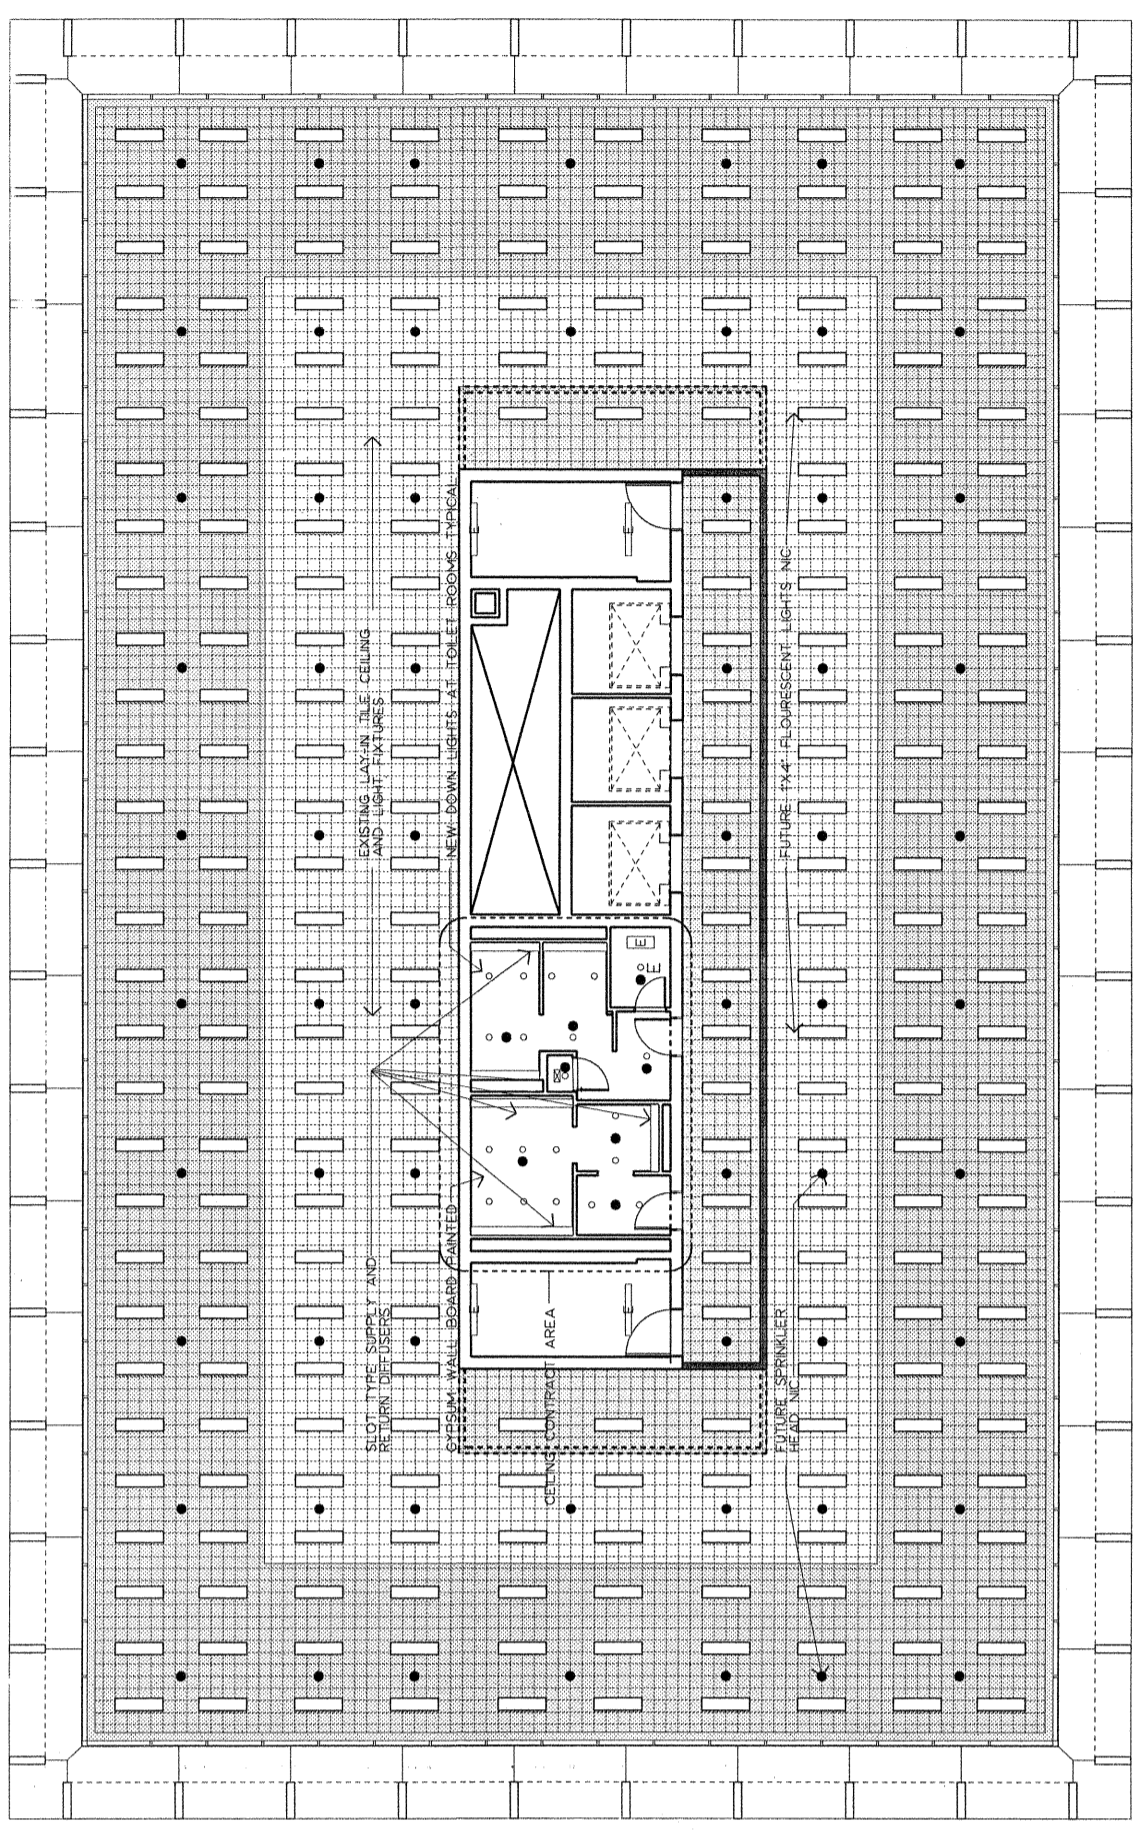 EXISTING LAY-IN TILE CEILING
AND LIGHT FIXTURES
SLOT TYPE SUPPLY AND
RETURN DIFFUSERS
NEW DOWN LIGHTS AT TOILET ROOMS TYPICAL
GYPSUM WALL BOARD PAINTED
CEILING CONTRACT AREA
FUTURE 1'X4' FLOURESCENT LIGHTS NIC
FUTURE SPRINKLER
HEAD NIC
E
E
E
E
E
E